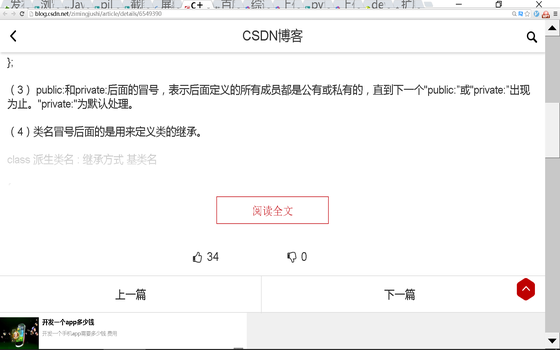 blog.csdn.net/zimingjushi/article/details/6549390
CSDN博客
};
（3） public:和private:后面的冒号，表示后面定义的所有成员都是公有或私有的，直到下一个"public:"或"private:"出现
为止。"private:"为默认处理。
（4）类名冒号后面的是用来定义类的继承。
class 派生类名 : 继承方式 基类名
阅读全文
34
0
上一篇
下一篇
开发一个app多少钱
开发一个手机app需要多少钱 费用